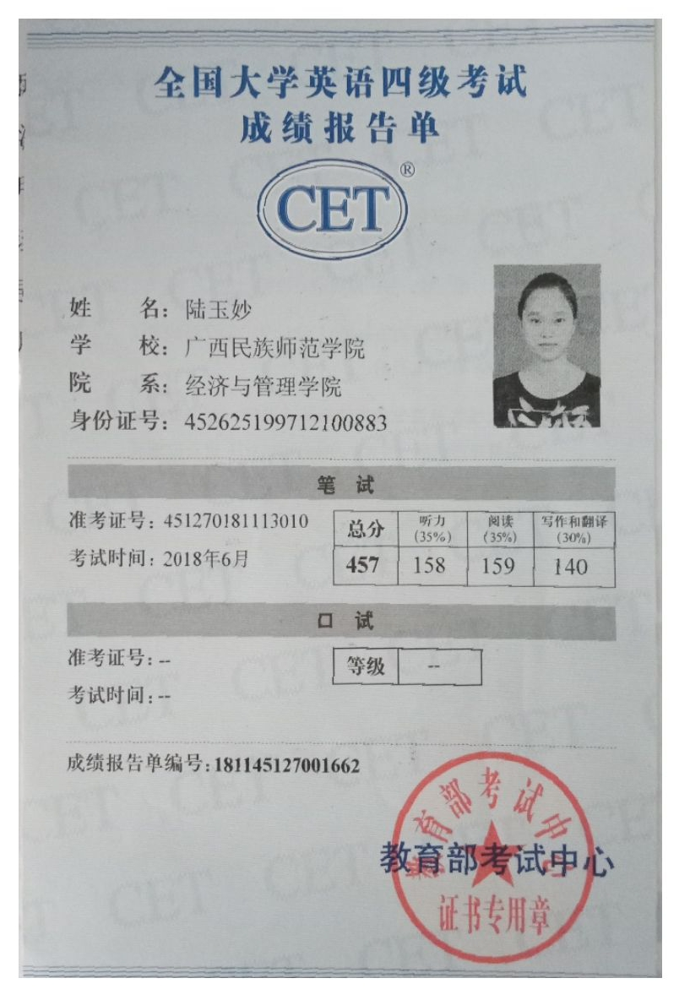 全国大学英语四级考试
成绩报告单
CET®
姓 名：陆玉妙
学 校：广西民族师范学院
院 系：经济与管理学院
身份证号：452625199712100883
笔 试
准考证号：451270181113010
考试时间：2018年6月
总分 听力(35%) 阅读(35%) 写作和翻译(30%)
457 158 159 140
口 试
准考证号：--
考试时间：--
等级 --
成绩报告单编号：181145127001662
教育部考试中心
教育部考试中心
证书专用章